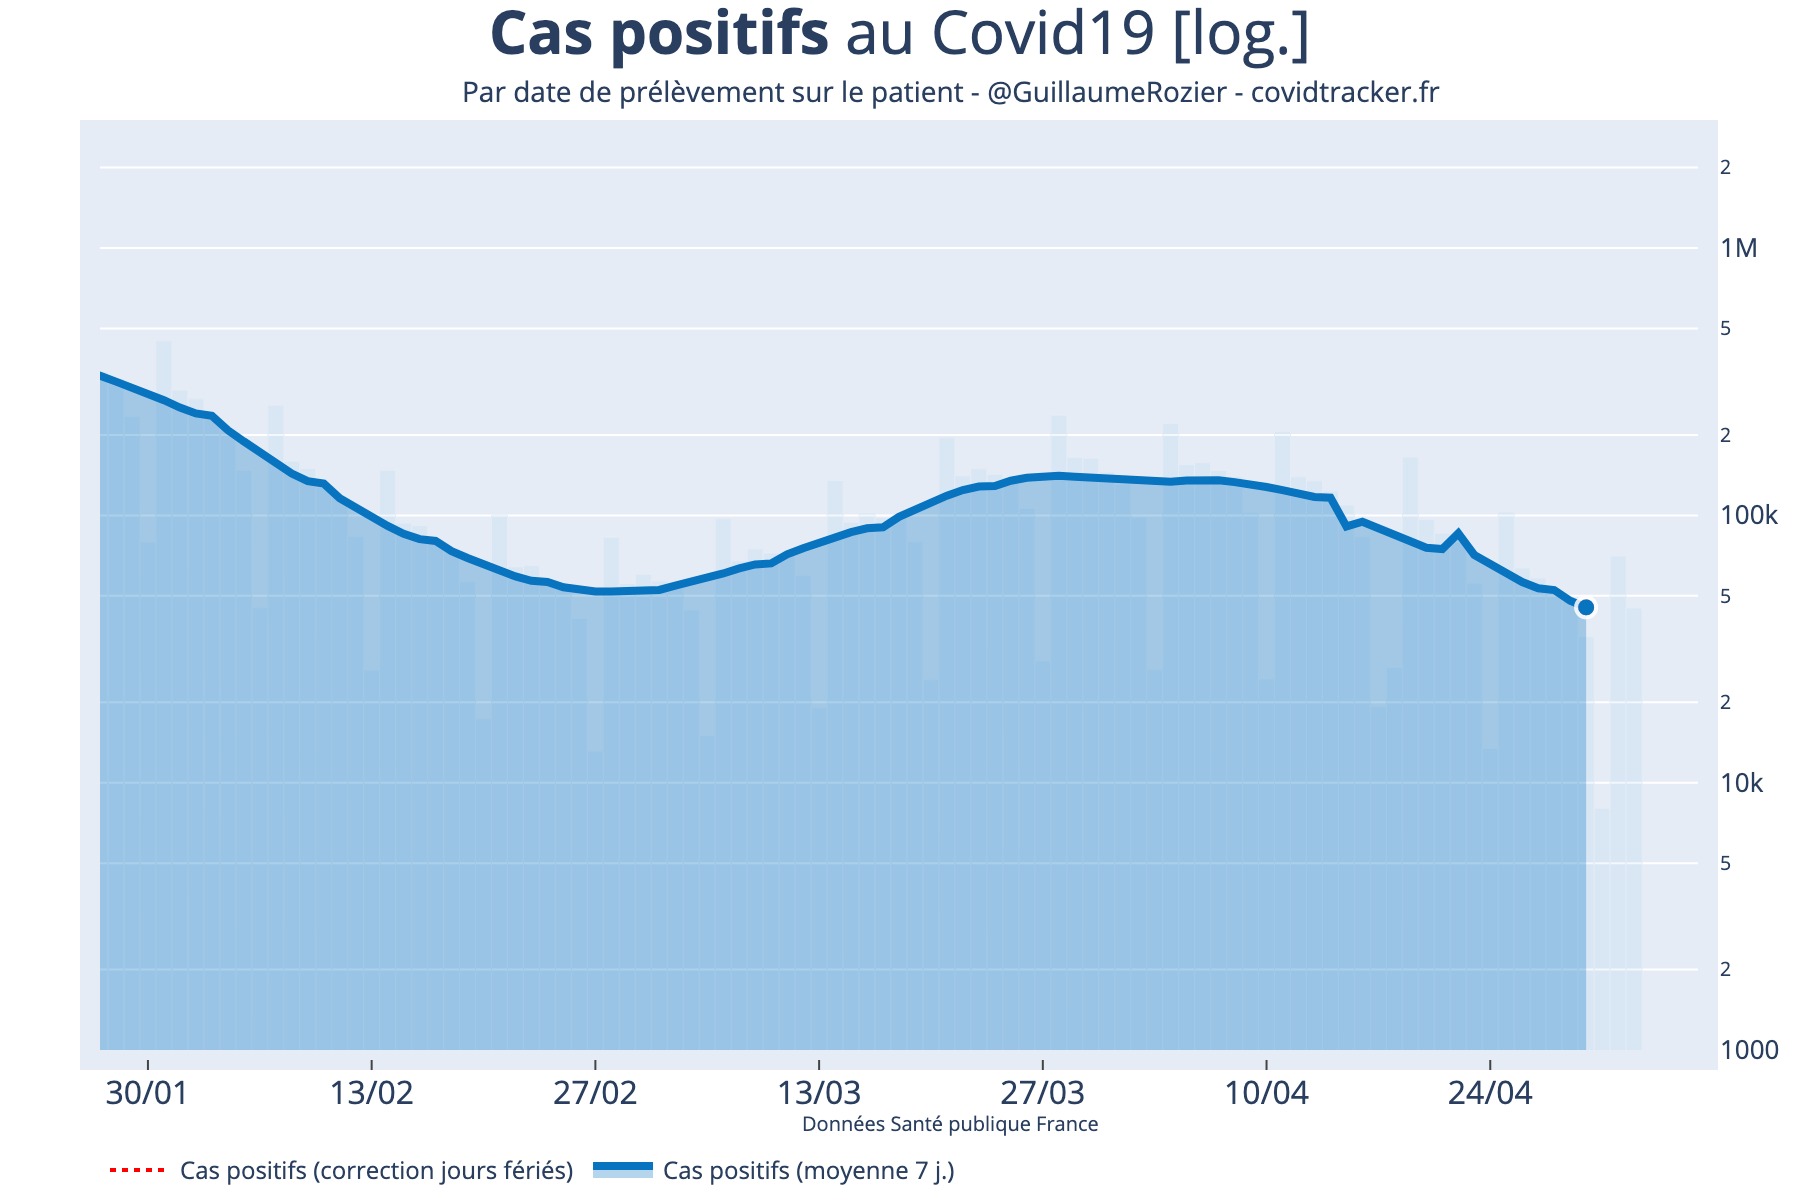 Cas positifs au Covid19 [log.]
Par date de prélèvement sur le patient - @GuillaumeRozier - covidtracker.fr
2
1M
5
2
100k
5
2
10k
5
2
1000
30/01 13/02 27/02 13/03 27/03 10/04 24/04
Données Santé publique France
Cas positifs (correction jours fériés) Cas positifs (moyenne 7 j.)